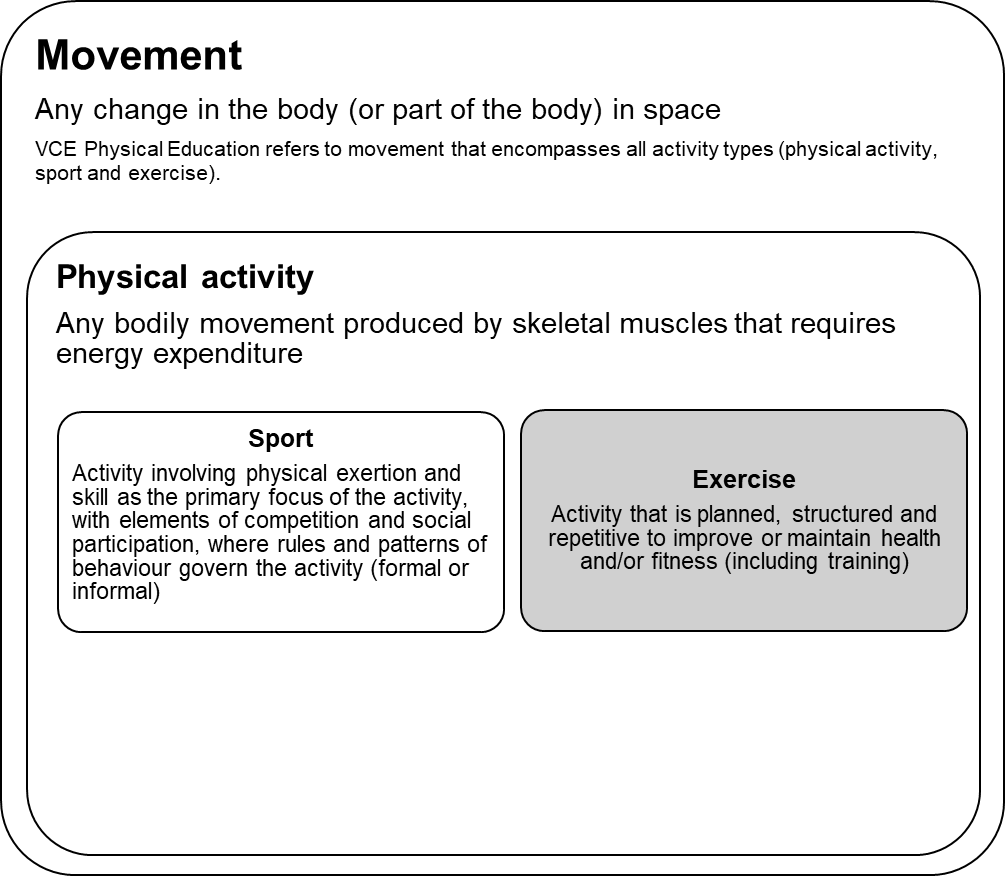 Movement
Any change in the body (or part of the body) in space
VCE Physical Education refers to movement that encompasses all activity types (physical activity,
sport and exercise).
Physical activity
Any bodily movement produced by skeletal muscles that requires
energy expenditure
Sport
Activity involving physical exertion and
skill as the primary focus of the activity,
with elements of competition and social
participation, where rules and patterns of
behaviour govern the activity (formal or
informal)
Exercise
Activity that is planned, structured and
repetitive to improve or maintain health
and/or fitness (including training)